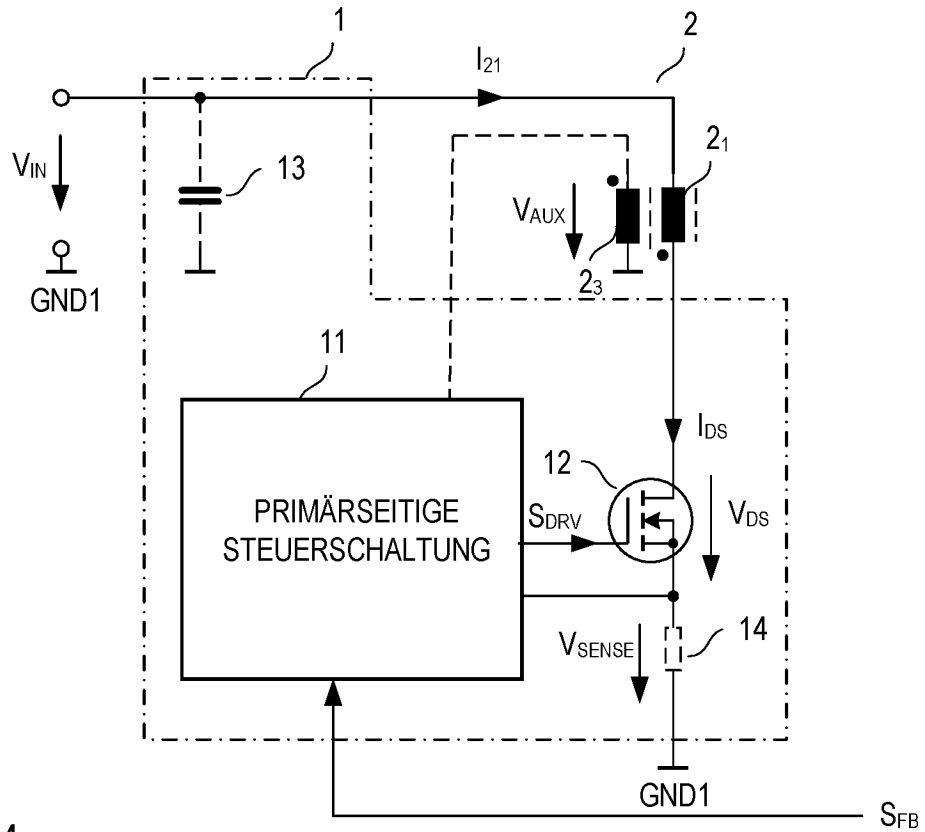 1
2
I21
VIN
13
21
VAUX
23
GND1
11
IDS
12
VDS
PRIMÄRSEITIGE
STEUERSCHALTUNG
SDRV
14
VSENSE
GND1
SFB